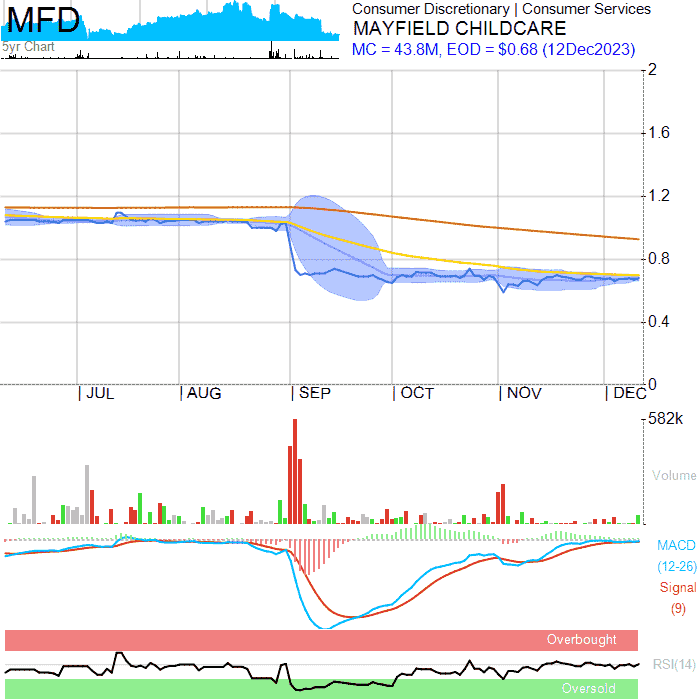 MFD
5yr Chart
Consumer Discretionary | Consumer Services
MAYFIELD CHILDCARE
MC = 43.8M, EOD = $0.68 (12Dec2023)
2
1.6
1.2
0.8
0.4
0
JUL
AUG
SEP
OCT
NOV
DEC
582k
Volume
MACD
(12-26)
Signal
(9)
Overbought
RSI(14)
Oversold